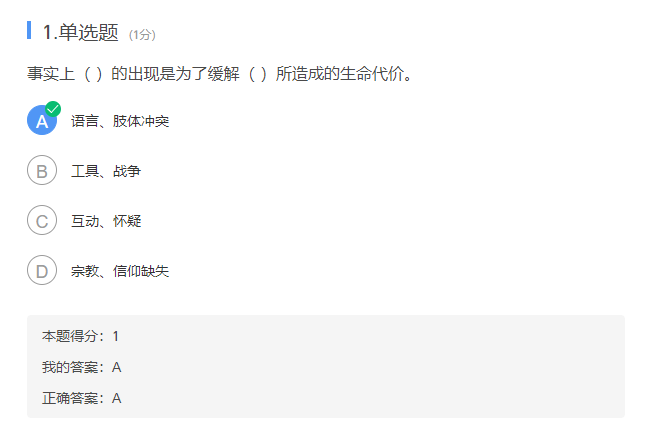 1.单选题 (1分)
事实上（ ）的出现是为了缓解（ ）所造成的生命代价。
A 语言、肢体冲突
B 工具、战争
C 互动、怀疑
D 宗教、信仰缺失
本题得分：1
我的答案：A
正确答案：A